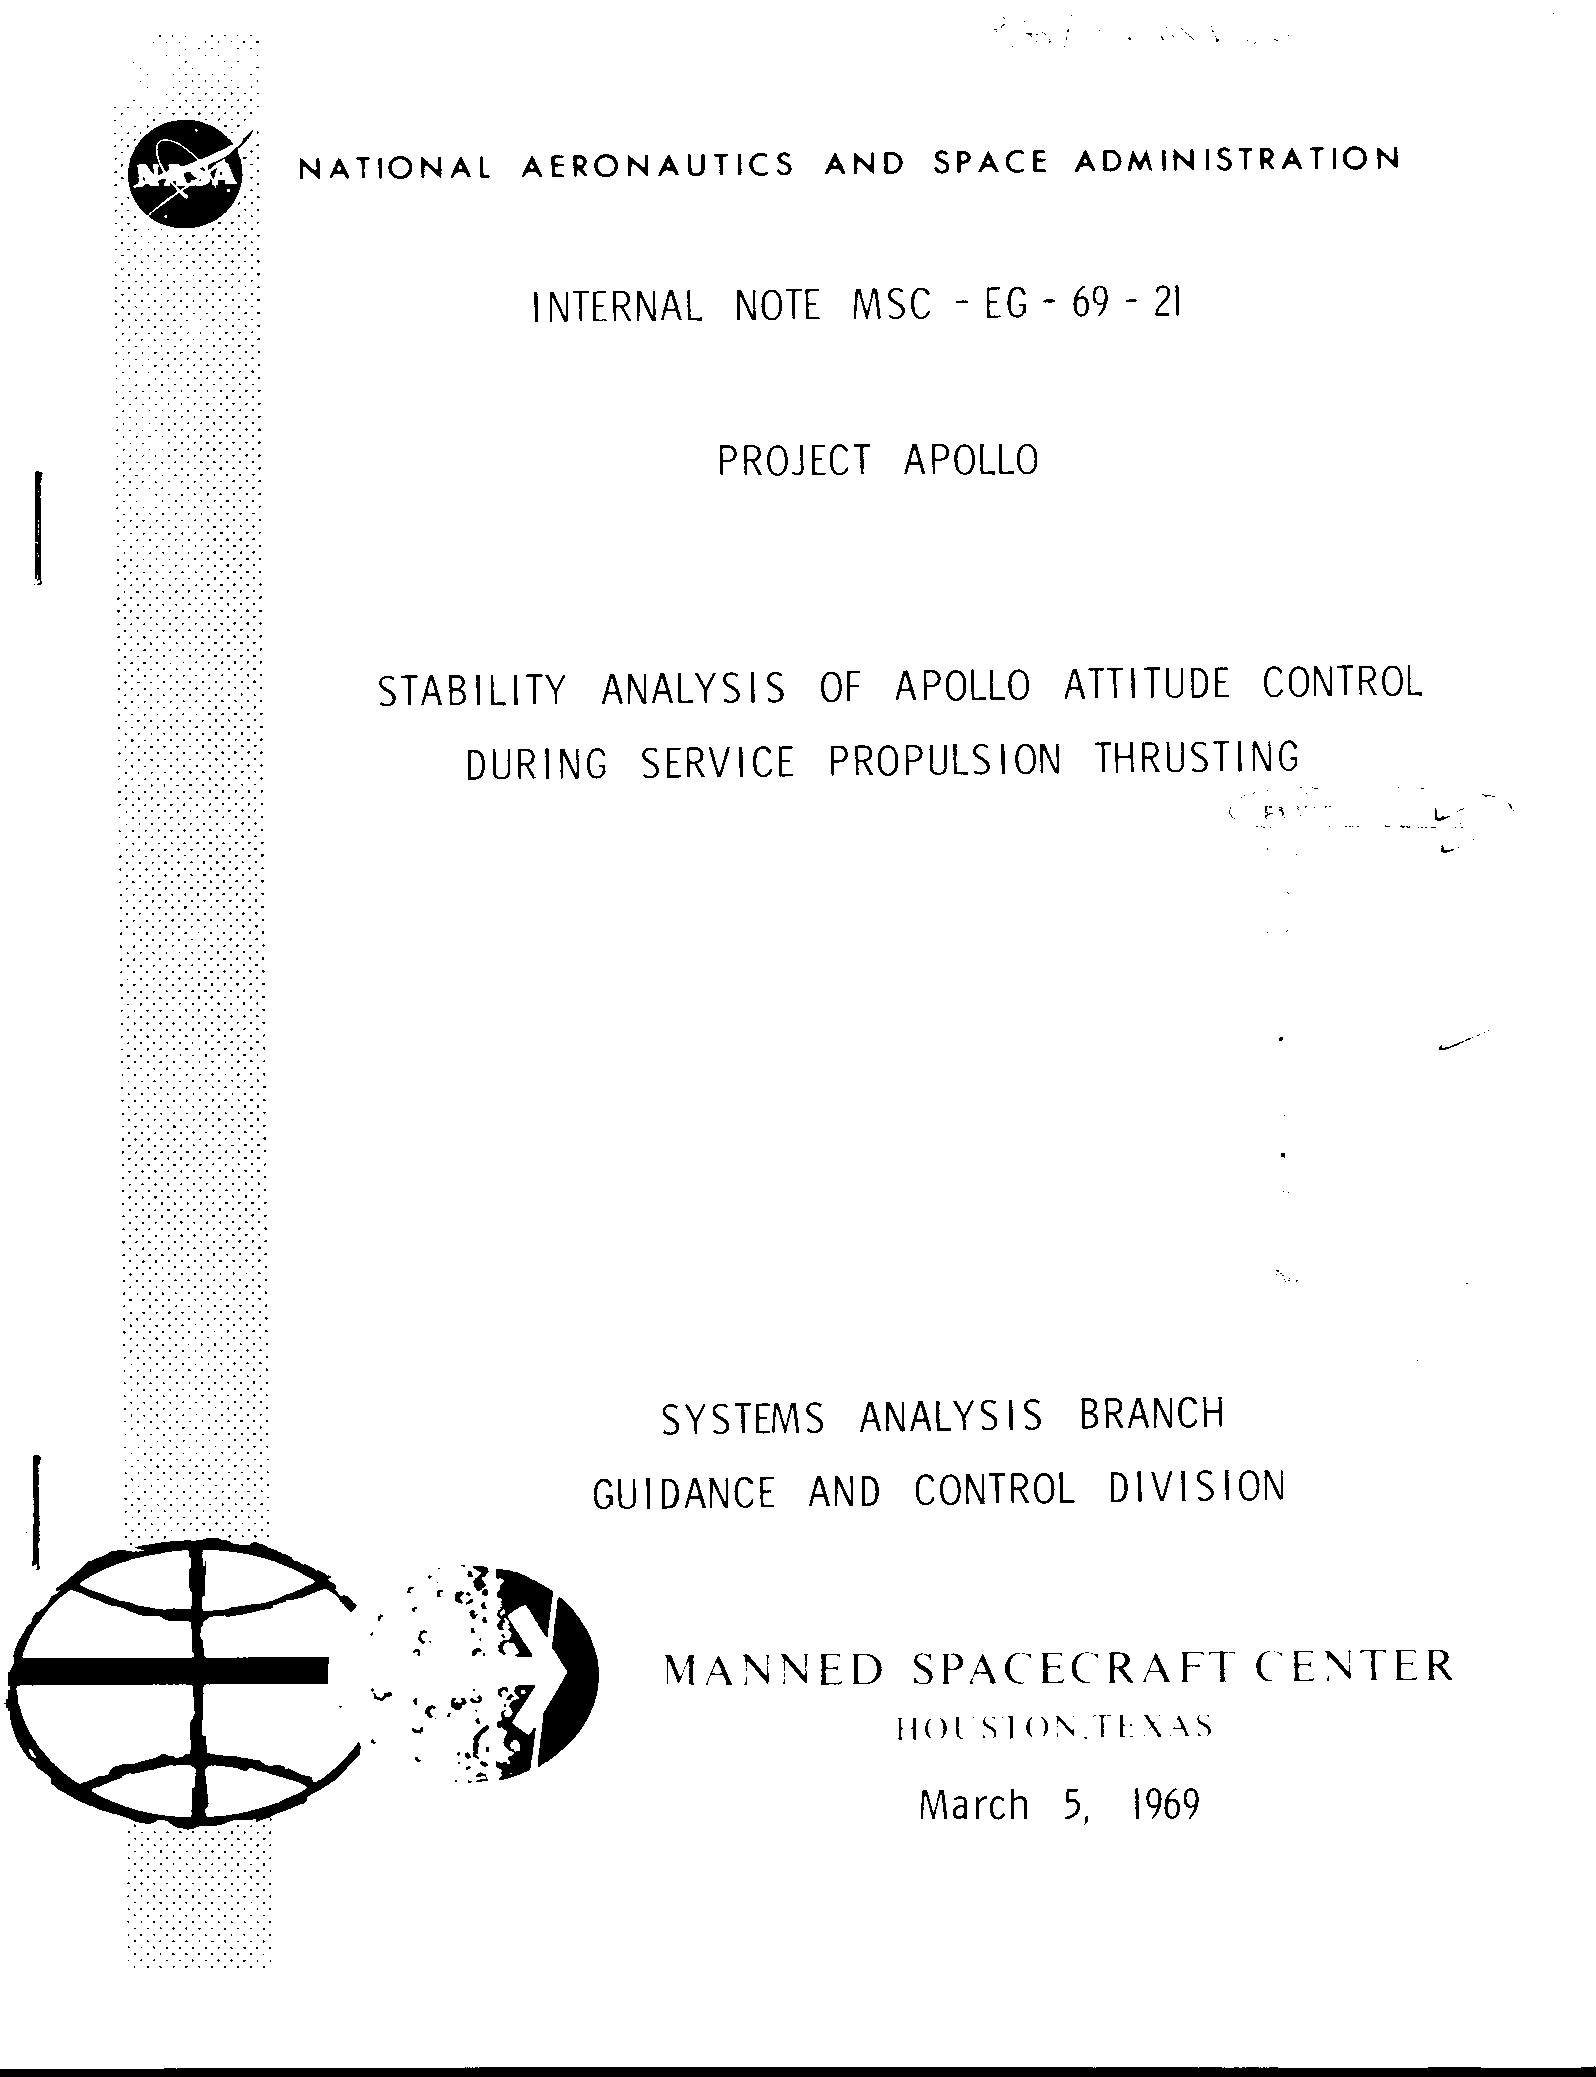 NASA
NATIONAL AERONAUTICS AND SPACE ADMINISTRATION
INTERNAL NOTE MSC - EG - 69 - 21
PROJECT APOLLO
STABILITY ANALYSIS OF APOLLO ATTITUDE CONTROL
DURING SERVICE PROPULSION THRUSTING
SYSTEMS ANALYSIS BRANCH
GUIDANCE AND CONTROL DIVISION
MANNED SPACECRAFT CENTER
HOUSTON, TEXAS
March 5, 1969